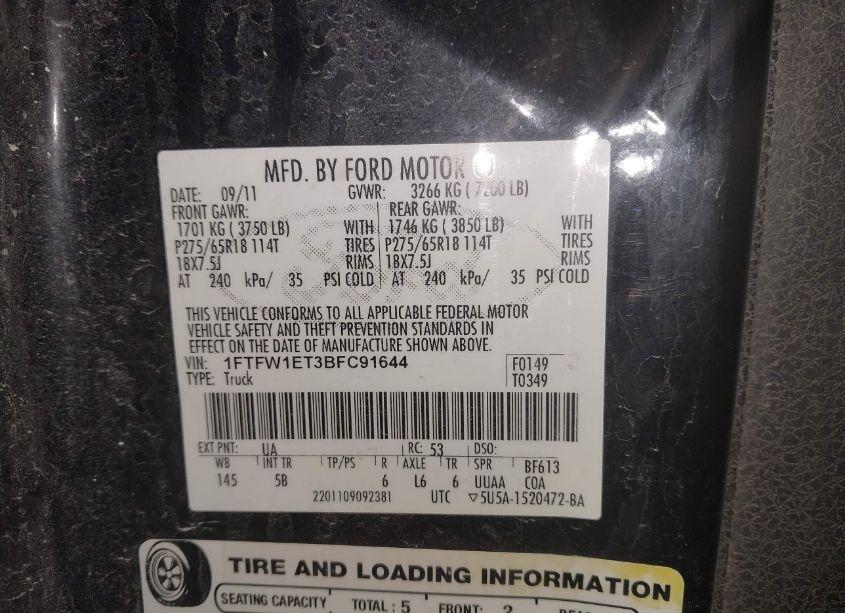 MFD. BY FORD MOTOR CO.
DATE: 09/11 GVWR: 3266 KG ( 7200 LB)
FRONT GAWR: REAR GAWR:
1701 KG ( 3750 LB) WITH 1746 KG ( 3850 LB) WITH
P275/65R18 114T TIRES P275/65R18 114T TIRES
18X7.5J RIMS 18X7.5J RIMS
AT 240 kPa/ 35 PSI COLD AT 240 kPa/ 35 PSI COLD
THIS VEHICLE CONFORMS TO ALL APPLICABLE FEDERAL MOTOR
VEHICLE SAFETY AND THEFT PREVENTION STANDARDS IN
EFFECT ON THE DATE OF MANUFACTURE SHOWN ABOVE.
VIN: 1FTFW1ET3BFC91644 F0149
TYPE: Truck T0349
EXT PNT: UA RC: 53 DSO:
WB INT TR TP/PS R AXLE TR SPR BF613
145 5B 6 L6 6 UUAA COA
2201109092381 UTC ▽5U5A-1520472-BA
TIRE AND LOADING INFORMATION
SEATING CAPACITY TOTAL : 5 FRONT: 2